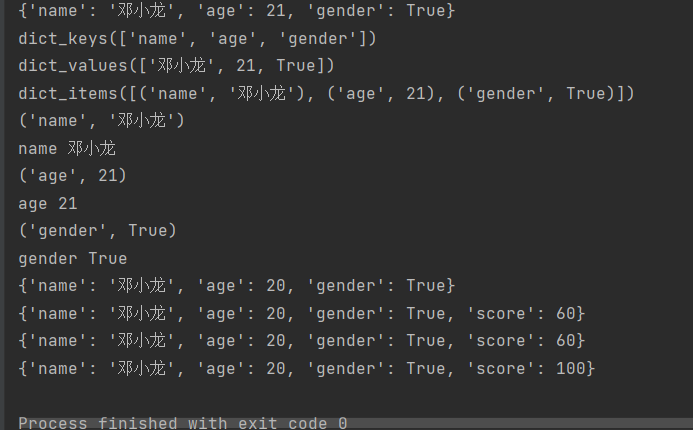 {'name': '邓小龙', 'age': 21, 'gender': True}
dict_keys(['name', 'age', 'gender'])
dict_values(['邓小龙', 21, True])
dict_items([('name', '邓小龙'), ('age', 21), ('gender', True)])
('name', '邓小龙')
name 邓小龙
('age', 21)
age 21
('gender', True)
gender True
{'name': '邓小龙', 'age': 20, 'gender': True}
{'name': '邓小龙', 'age': 20, 'gender': True, 'score': 60}
{'name': '邓小龙', 'age': 20, 'gender': True, 'score': 60}
{'name': '邓小龙', 'age': 20, 'gender': True, 'score': 100}
Process finished with exit code 0